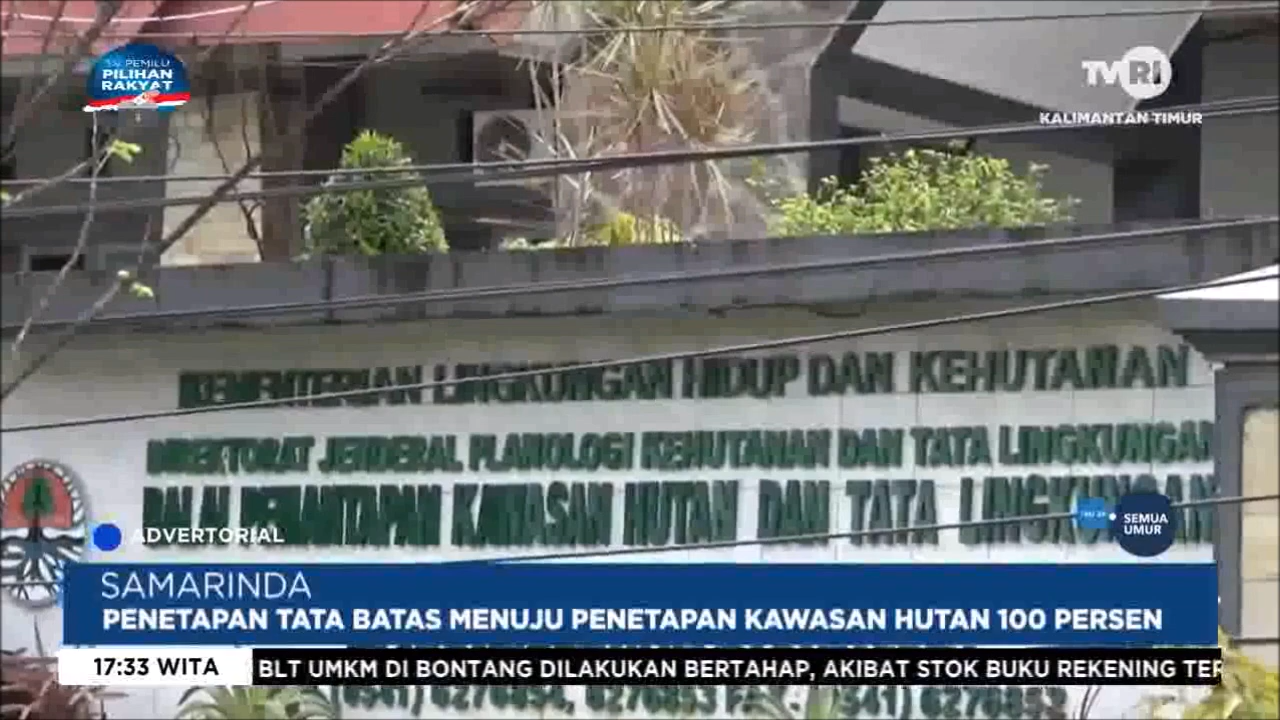 PEMILU
PILIHAN
RAKYAT
TVRI
KALIMANTAN TIMUR
KEMENTERIAN LINGKUNGAN HIDUP DAN KEHUTANAN
DIREKTORAT JENDERAL PLANOLOGI KEHUTANAN DAN TATA LINGKUNGAN
BALAI PEMANTAPAN KAWASAN HUTAN DAN TATA LINGKUNGAN
ADVERTORIAL
SEMUA
UMUR
SAMARINDA
PENETAPAN TATA BATAS MENUJU PENETAPAN KAWASAN HUTAN 100 PERSEN
17:33 WITA
BLT UMKM DI BONTANG DILAKUKAN BERTAHAP, AKIBAT STOK BUKU REKENING TER